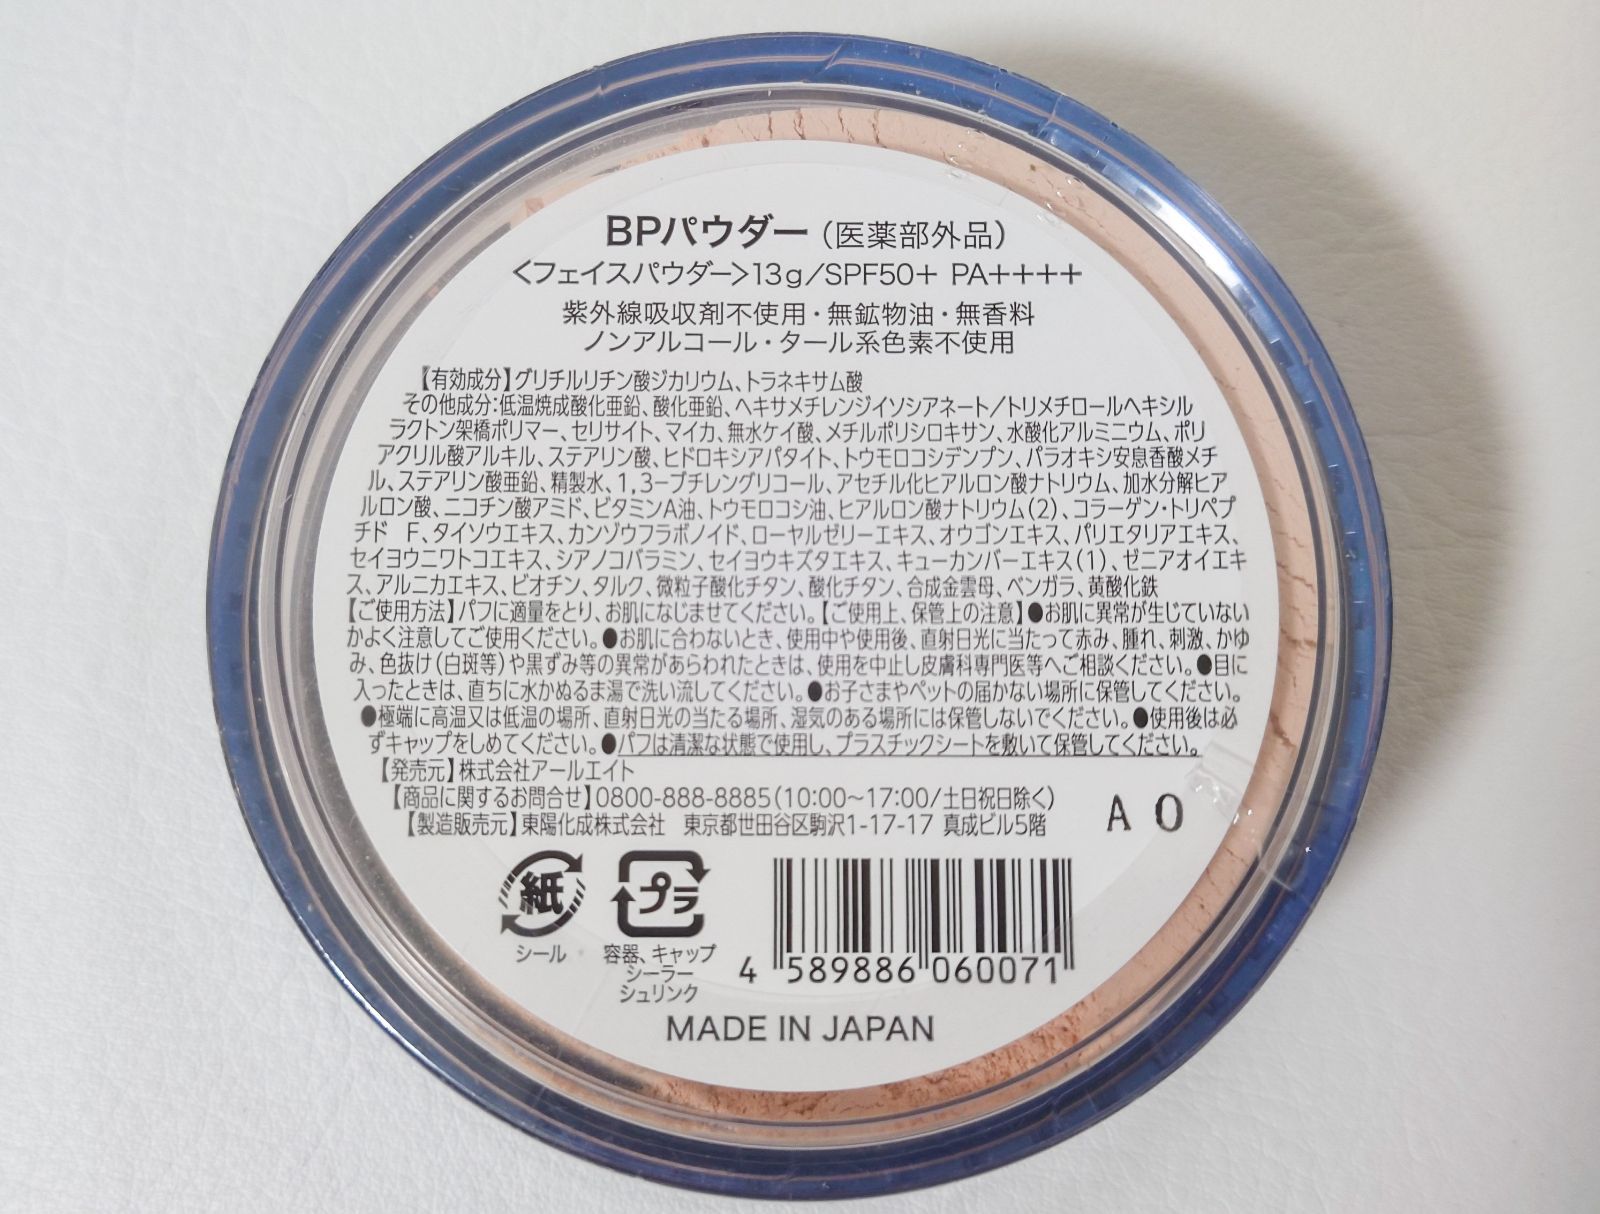 BPパウダー(医薬部外品)
<フェイスパウダー>13g/SPF50+ PA++++
紫外線吸収剤不使用・無鉱物油・無香料
ノンアルコール・タール系色素不使用
【有効成分】グリチルリチン酸ジカリウム、トラネキサム酸
その他成分:低温焼成酸化亜鉛、酸化亜鉛、ヘキサメチレンジイソシアネート/トリメチロールヘキシル
ラクトン架橋ポリマー、セリサイト、マイカ、無水ケイ酸、メチルポリシロキサン、水酸化アルミニウム、ポリ
アクリル酸アルキル、ステアリン酸、ヒドロキシアパタイト、トウモロコシデンプン、パラオキシ安息香酸メチ
ル、ステアリン酸亜鉛、精製水、1,3-ブチレングリコール、アセチル化ヒアルロン酸ナトリウム、加水分解ヒア
ルロン酸、ニコチン酸アミド、ビタミンA油、トウモロコシ油、ヒアルロン酸ナトリウム(2)、コラーゲン・トリペプ
チド F、タイソウエキス、カンゾウフラボノイド、ローヤルゼリーエキス、オウゴンエキス、パリエタリアエキス、
セイヨウニワトコエキス、シアノコバラミン、セイヨウキズタエキス、キューカンバーエキス(1)、ゼニアオイエキ
ス、アルニカエキス、ビオチン、タルク、微粒子酸化チタン、酸化チタン、合成金雲母、ベンガラ、黄酸化鉄
【ご使用方法】パフに適量をとり、お肌になじませてください。【ご使用上、保管上の注意】●お肌に異常が生じていない
かよく注意してご使用ください。●お肌に合わないとき、使用中や使用後、直射日光に当たって赤み、腫れ、刺激、かゆ
み、色抜け(白斑等)や黒ずみ等の異常があらわれたときは、使用を中止し皮膚科専門医等へご相談ください。●目に
入ったときは、直ちに水かぬるま湯で洗い流してください。●お子さまやペットの届かない場所に保管してください。
●極端に高温又は低温の場所、直射日光の当たる場所、湿気のある場所には保管しないでください。●使用後は必
ずキャップをしめてください。●パフは清潔な状態で使用し、プラスチックシートを敷いて保管してください。
【発売元】株式会社アールエイト
【商品に関するお問合せ】0800-888-8885(10:00~17:00/土日祝日除く)
【製造販売元】東陽化成株式会社 東京都世田谷区駒沢1-17-17 真成ビル5階
A O
紙
プラ
シール
容器、キャップ
シーラー
シュリンク
4 589886 060071
MADE IN JAPAN